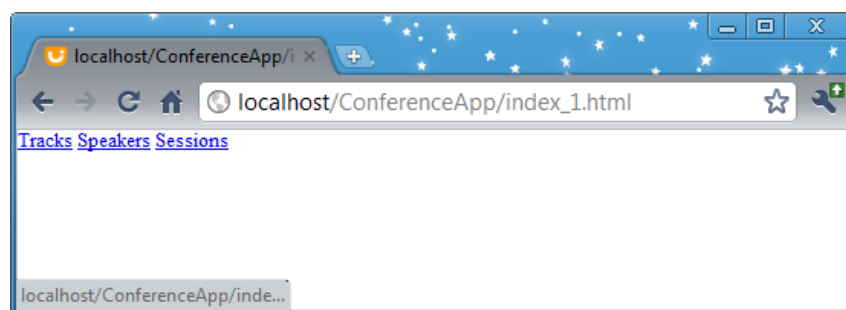 localhost/ConferenceApp/i
localhost/ConferenceApp/index_1.html
Tracks Speakers Sessions
localhost/ConferenceApp/inde...